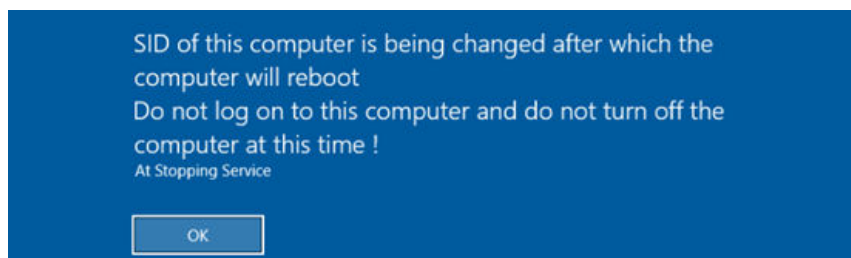 SID of this computer is being changed after which the
computer will reboot
Do not log on to this computer and do not turn off the
computer at this time !
At Stopping Service
OK